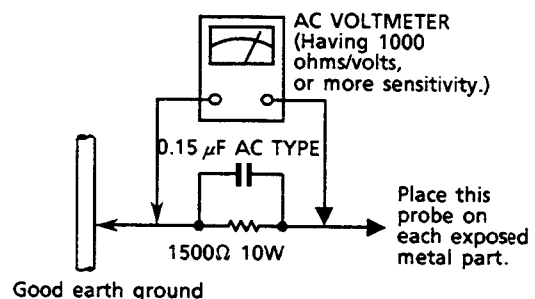 AC VOLTMETER
(Having 1000
ohms/volts,
or more sensitivity.)
0.15 μF AC TYPE
Place this
probe on
each exposed
metal part.
1500Ω 10W
Good earth ground